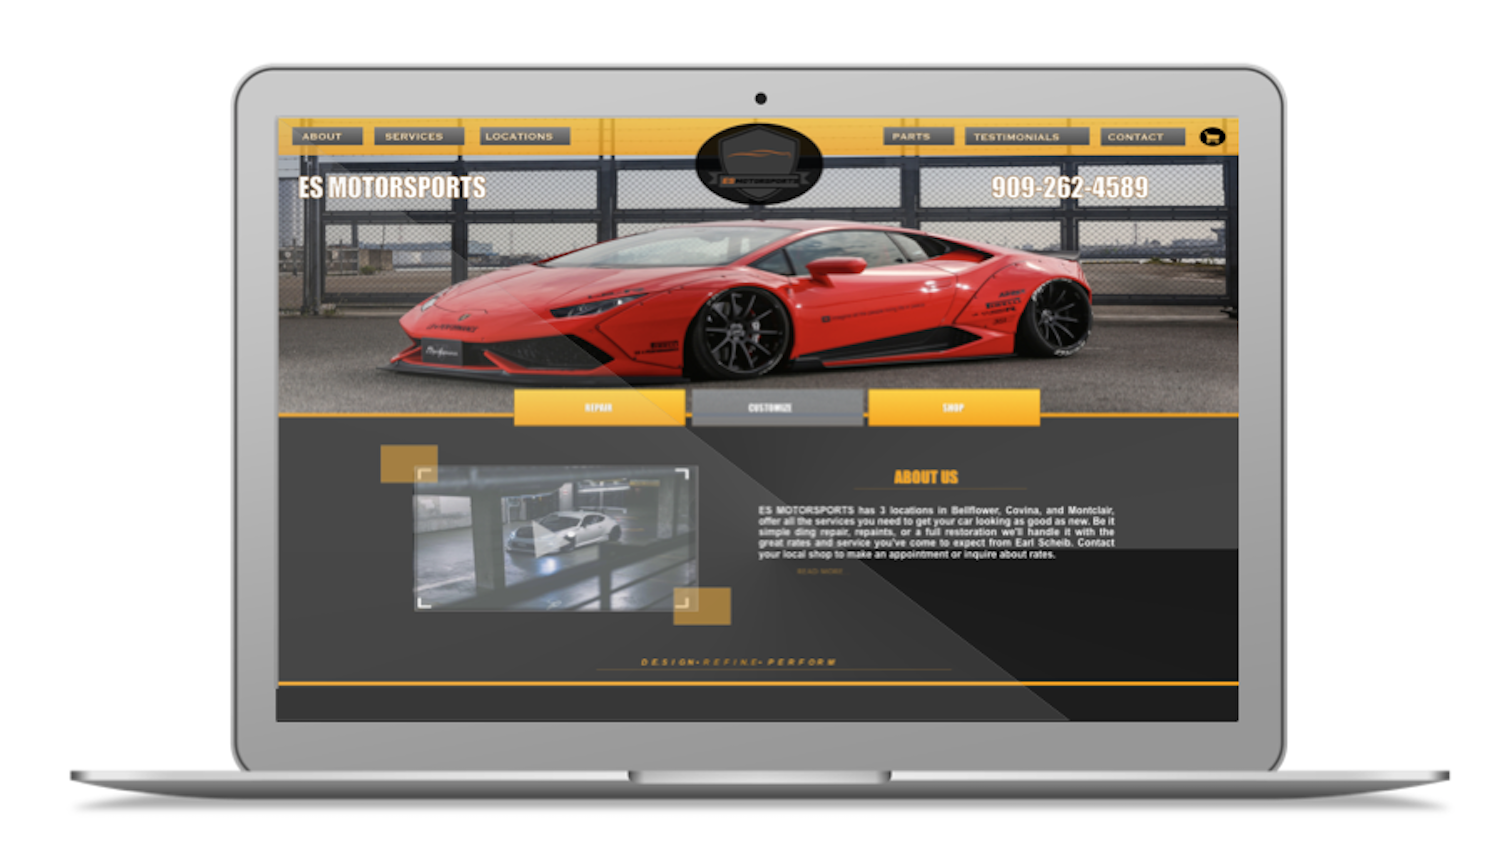 ABOUT
SERVICES
LOCATIONS
PARTS
TESTIMONIALS
CONTACT
ES MOTORSPORTS
ES MOTORSPORTS
909-262-4589
REPAIR
CUSTOMIZE
SHOP
ABOUT US
ES MOTORSPORTS has 3 locations in Bellflower, Covina, and Montclair,
offer all the services you need to get your car looking as good as new. Be it
simple ding repair, repaints, or a full restoration we'll handle it with the
great rates and service you've come to expect from Earl Scheib. Contact
your local shop to make an appointment or inquire about rates.
READ MORE...
DESIGN• REFINE• PERFORM